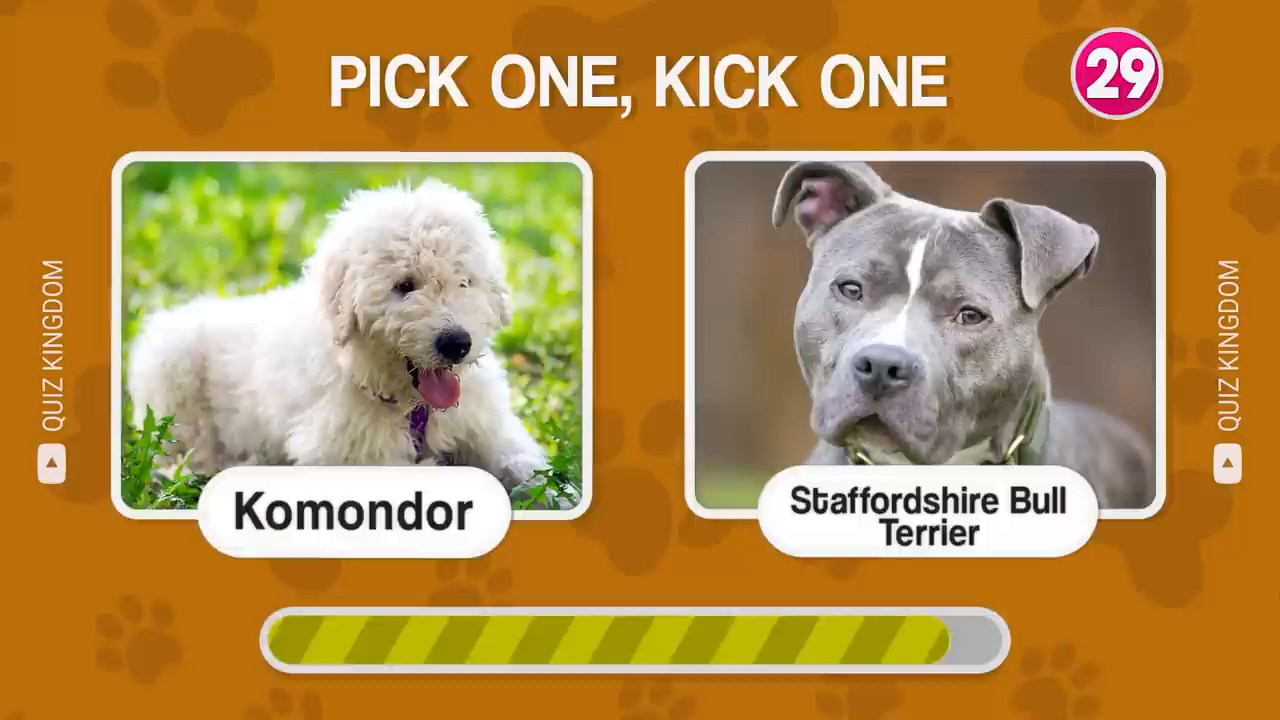 PICK ONE, KICK ONE
29
QUIZ KINGDOM
QUIZ KINGDOM
Komondor
Staffordshire Bull
Terrier